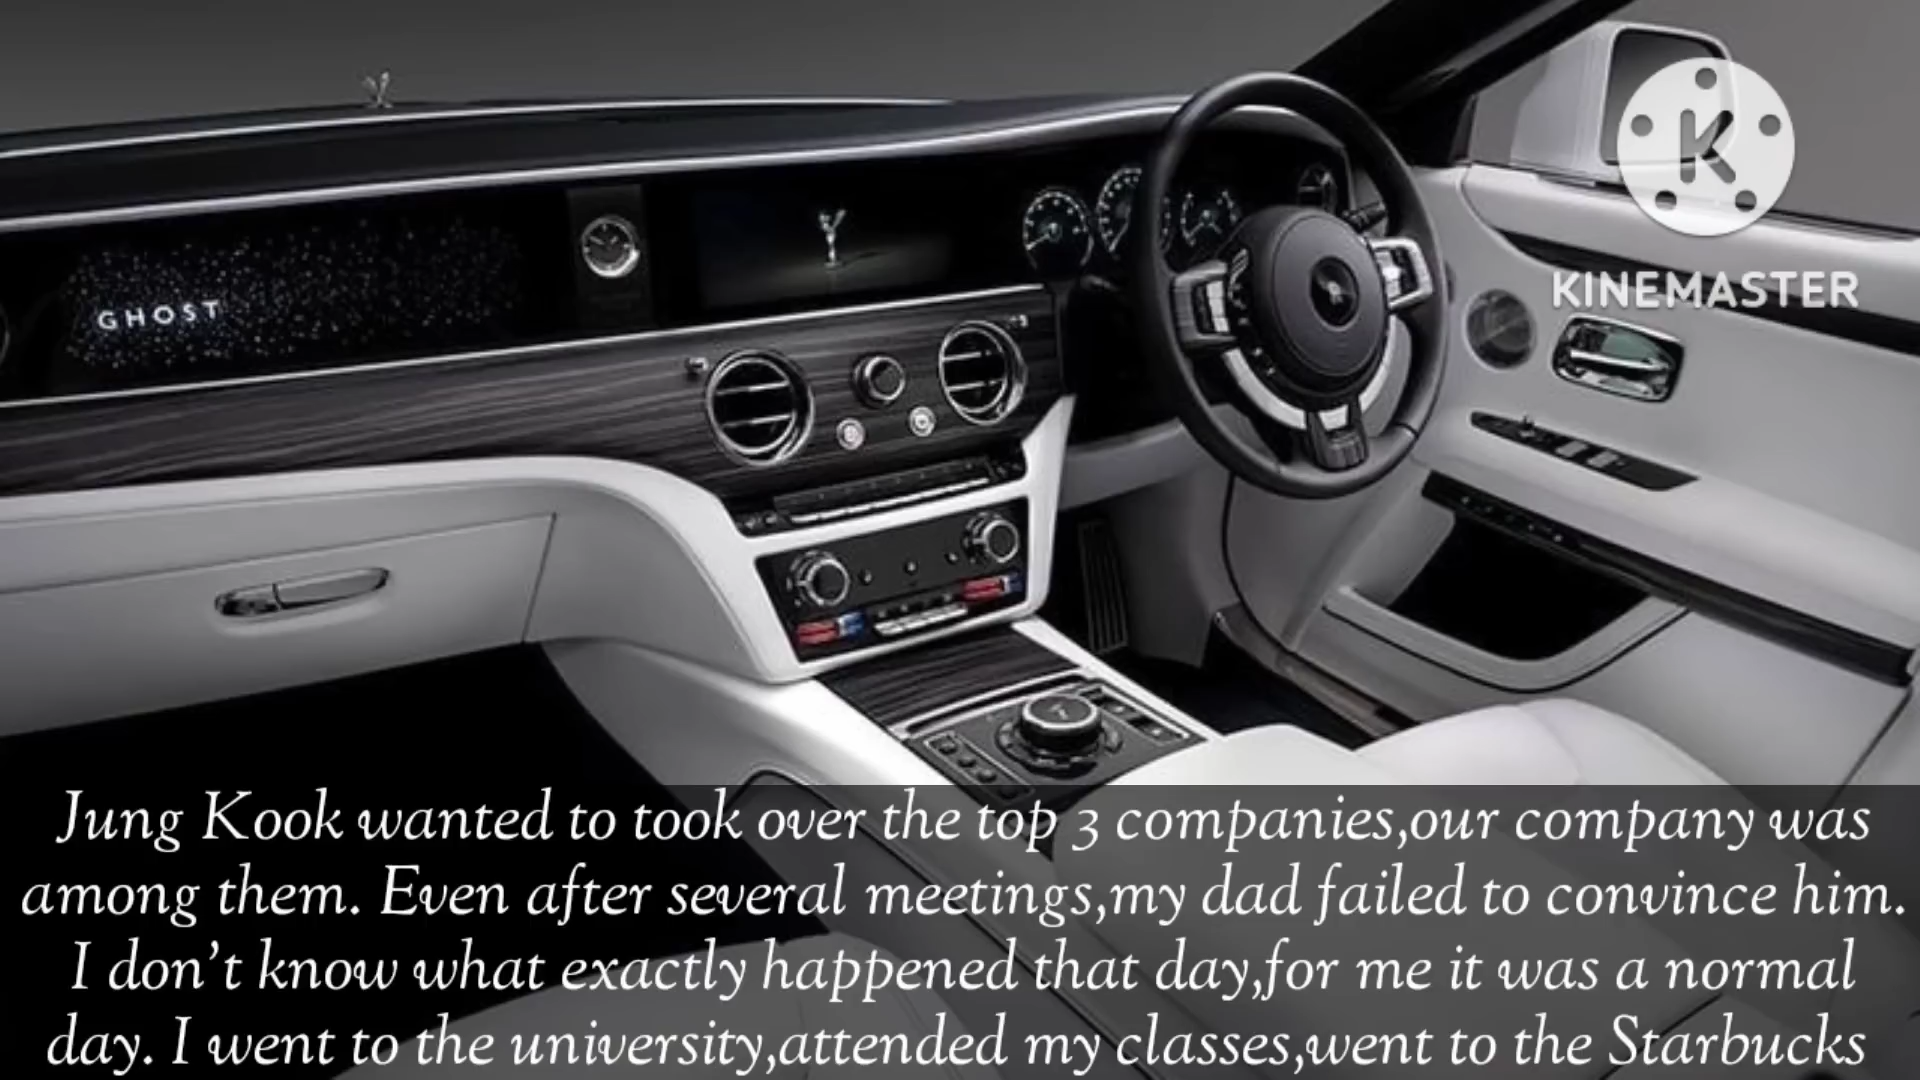 K
KINEMASTER
GHOST
Jung Kook wanted to took over the top 3 companies,our company was
among them. Even after several meetings,my dad failed to convince him.
I don't know what exactly happened that day,for me it was a normal
day. I went to the university,attended my classes,went to the Starbucks